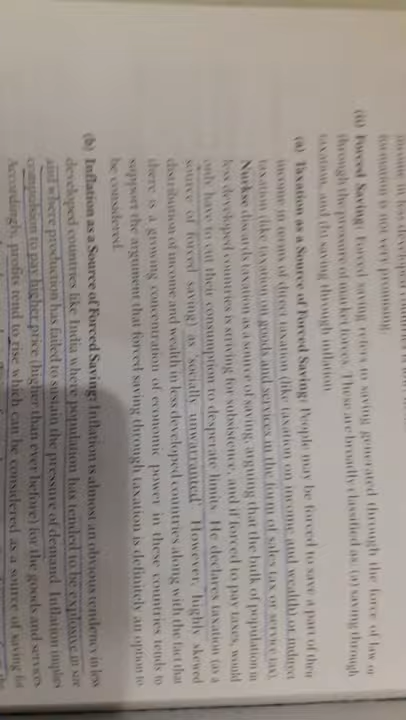 income in less developed countries
formation is not very promising.
(ii) Forced Saving: Forced saving refers to saving generated through the force of law or
through the pressure of market forces. These are broadly classified as: (a) saving through
taxation, and (b) saving through inflation.
(a) Taxation as a Source of Forced Saving: People may be forced to save a part of their
income in terms of direct taxation (like taxation on income and wealth) or indirect
taxation (like taxation on goods and services in the form of sales tax or service tax).
Nurkse discards taxation as a source of saving, arguing that the bulk of population in
less developed countries is striving for subsistence, and if forced to pay taxes, would
only have to cut their consumption to desperate limits. He declares taxation (as a
source of forced saving) as 'socially unwarranted'. However, highly skewed
distribution of income and wealth in less developed countries along with the fact that
there is a growing concentration of economic power in these countries tends to
support the argument that forced saving through taxation is definitely an option to
be considered.
(b) Inflation as a Source of Forced Saving: Inflation is almost an obvious tendency in less
developed countries like India where population has tended to be explosive in size
and where production has failed to sustain the pressure of demand. Inflation implies
compulsion to pay higher price (higher than ever before) for the goods and services.
Accordingly, profits tend to rise which can be considered as a source of saving for